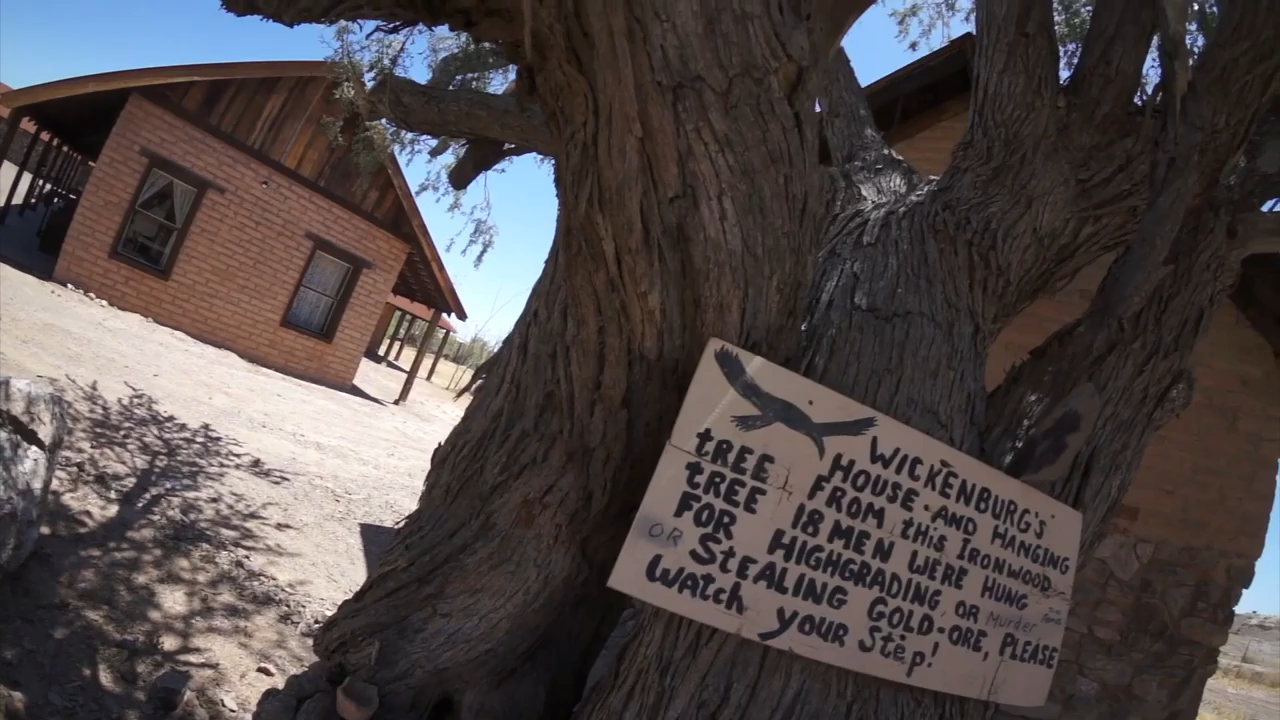 WICKENBURG'S
HOUSE AND HANGING
TREE FROM thiS IRONWOOD
TREE 18 MEN WERE HUNG
FOR HIGHGRADING OR Murder
OR StEALING GOLD-ORE, PLEASE
WAtch yOUR StEp!